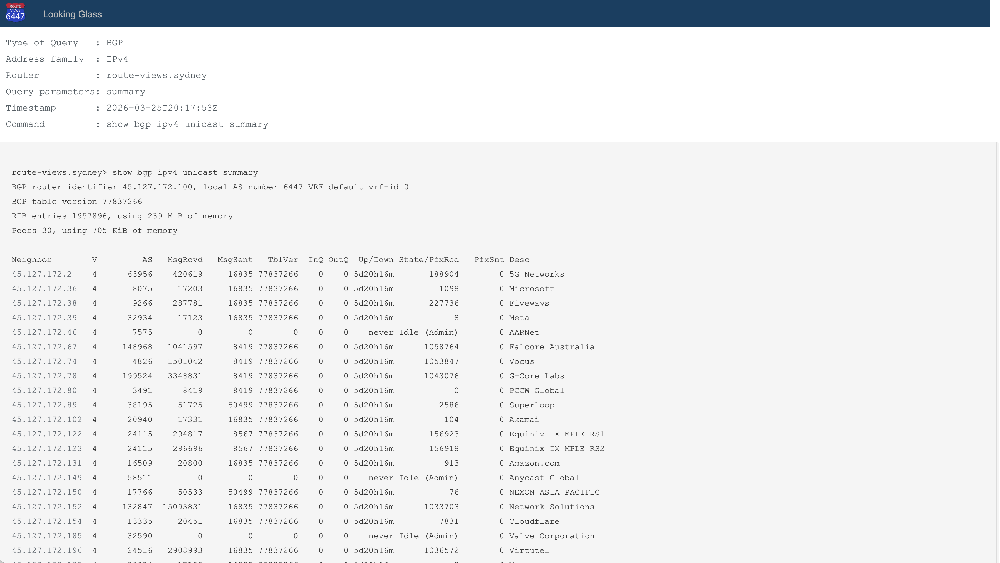 ROUTE
VIEWS
6447
Looking Glass
Type of Query   : BGP
Address family  : IPv4
Router          : route-views.sydney
Query parameters: summary
Timestamp       : 2026-03-25T20:17:53Z
Command         : show bgp ipv4 unicast summary
route-views.sydney> show bgp ipv4 unicast summary
BGP router identifier 45.127.172.100, local AS number 6447 VRF default vrf-id 0
BGP table version 77837266
RIB entries 1957896, using 239 MiB of memory
Peers 30, using 705 KiB of memory
Neighbor        V         AS   MsgRcvd   MsgSent   TblVer  InQ OutQ  Up/Down State/PfxRcd   PfxSnt Desc
45.127.172.2    4      63956    420619     16835 77837266    0    0 5d20h16m       188904        0 5G Networks
45.127.172.36   4       8075     17203     16835 77837266    0    0 5d20h16m         1098        0 Microsoft
45.127.172.38   4       9266    287781     16835 77837266    0    0 5d20h16m       227736        0 Fiveways
45.127.172.39   4      32934     17123     16835 77837266    0    0 5d20h16m            8        0 Meta
45.127.172.46   4       7575         0         0        0    0    0    never Idle (Admin)        0 AARNet
45.127.172.67   4     148968   1041597      8419 77837266    0    0 5d20h16m      1058764        0 Falcore Australia
45.127.172.74   4       4826   1501042      8419 77837266    0    0 5d20h16m      1053847        0 Vocus
45.127.172.78   4     199524   3348831      8419 77837266    0    0 5d20h16m      1043076        0 G-Core Labs
45.127.172.80   4       3491      8419      8419 77837266    0    0 5d20h16m            0        0 PCCW Global
45.127.172.89   4      38195     51725     50499 77837266    0    0 5d20h16m         2586        0 Superloop
45.127.172.102  4      20940     17331     16835 77837266    0    0 5d20h16m          104        0 Akamai
45.127.172.122  4      24115    294817      8567 77837266    0    0 5d20h16m       156923        0 Equinix IX MPLE RS1
45.127.172.123  4      24115    296696      8567 77837266    0    0 5d20h16m       156918        0 Equinix IX MPLE RS2
45.127.172.131  4      16509     20800     16835 77837266    0    0 5d20h16m          913        0 Amazon.com
45.127.172.149  4      58511         0         0        0    0    0    never Idle (Admin)        0 Anycast Global
45.127.172.150  4      17766     50533     50499 77837266    0    0 5d20h16m           76        0 NEXON ASIA PACIFIC
45.127.172.152  4     132847  15093831     16835 77837266    0    0 5d20h16m      1033703        0 Network Solutions
45.127.172.154  4      13335     20451     16835 77837266    0    0 5d20h16m         7831        0 Cloudflare
45.127.172.185  4      32590         0         0        0    0    0    never Idle (Admin)        0 Valve Corporation
45.127.172.196  4      24516   2908993     16835 77837266    0    0 5d20h16m      1036572        0 Virtutel